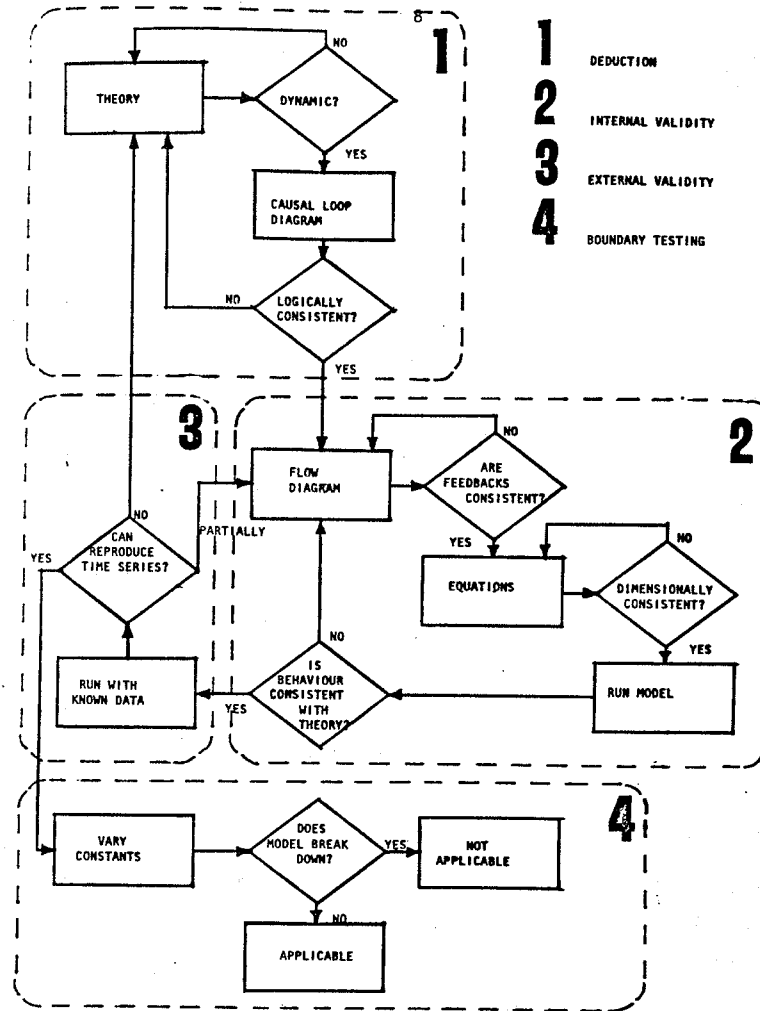 8
1
NO
THEORY
DYNAMIC?
YES
CAUSAL LOOP
DIAGRAM
NO
LOGICALLY
CONSISTENT?
YES
1
DEDUCTION
2
INTERNAL VALIDITY
3
EXTERNAL VALIDITY
4
BOUNDARY TESTING
3
NO
CAN
REPRODUCE
TIME SERIES?
YES
PARTIALLY
RUN WITH
KNOWN DATA
2
FLOW
DIAGRAM
NO
ARE
FEEDBACKS
CONSISTENT?
YES
EQUATIONS
NO
DIMENSIONALLY
CONSISTENT?
YES
RUN MODEL
NO
IS
BEHAVIOUR
CONSISTENT
WITH
THEORY?
YES
4
VARY
CONSTANTS
DOES
MODEL BREAK
DOWN?
YES
NOT
APPLICABLE
NO
APPLICABLE